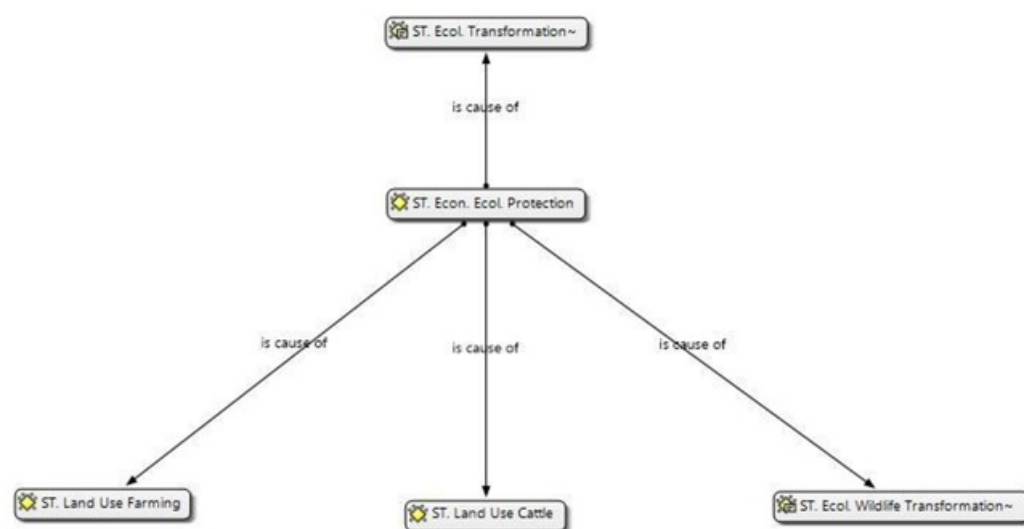 ST. Ecol. Transformation~
is cause of
ST. Econ. Ecol. Protection
is cause of
is cause of
is cause of
ST. Land Use Farming
ST. Land Use Cattle
ST. Ecol. Wildlife Transformation~